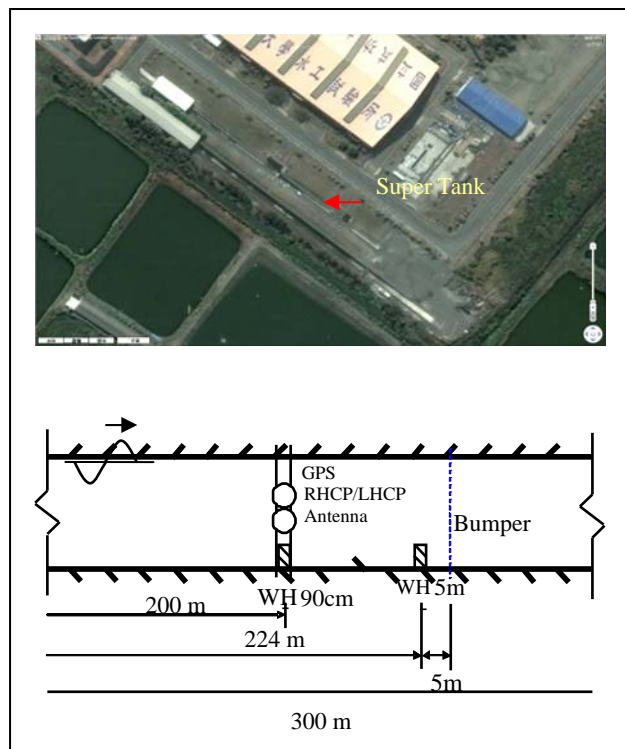 Super Tank
GPS
RHCP/LHCP
Antenna
Bumper
WH 90cm
WH 5m
200 m
224 m
5m
300 m